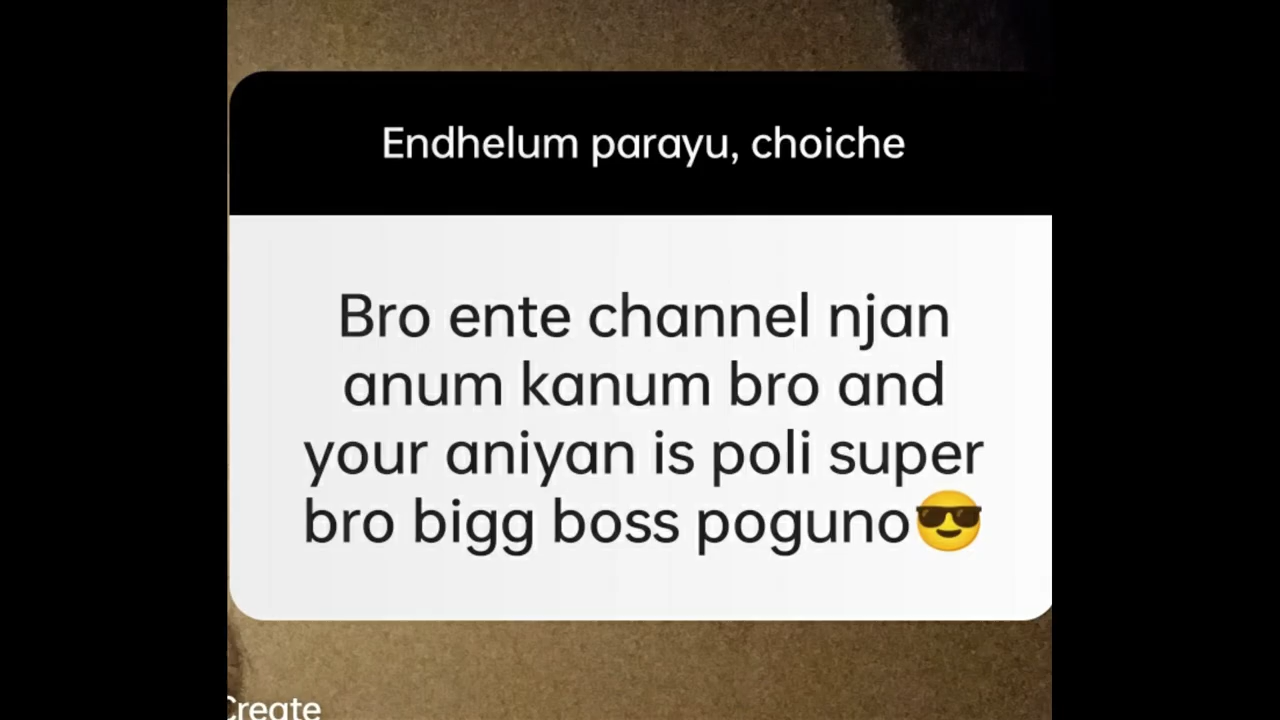 Endhelum parayu, choiche
Bro ente channel njan
anum kanum bro and
your aniyan is poli super
bro bigg boss poguno😎
Create